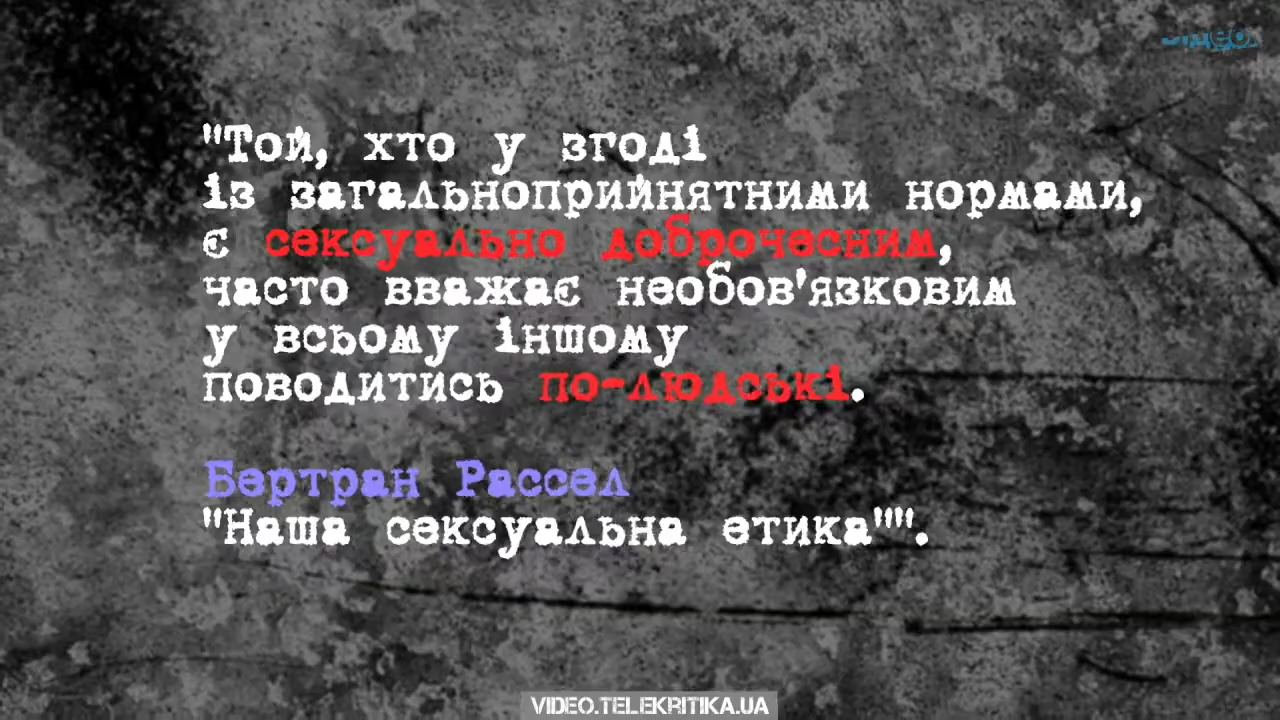 "Той, хто у згоді
із загальноприйнятними нормами,
є сексуально доброчесним,
часто вважає необов'язковим
у всьому іншому
поводитись по-людські.
Бертран Рассел
"Наша сексуальна етика"".
VIDEO.TELEKRITIKA.UA